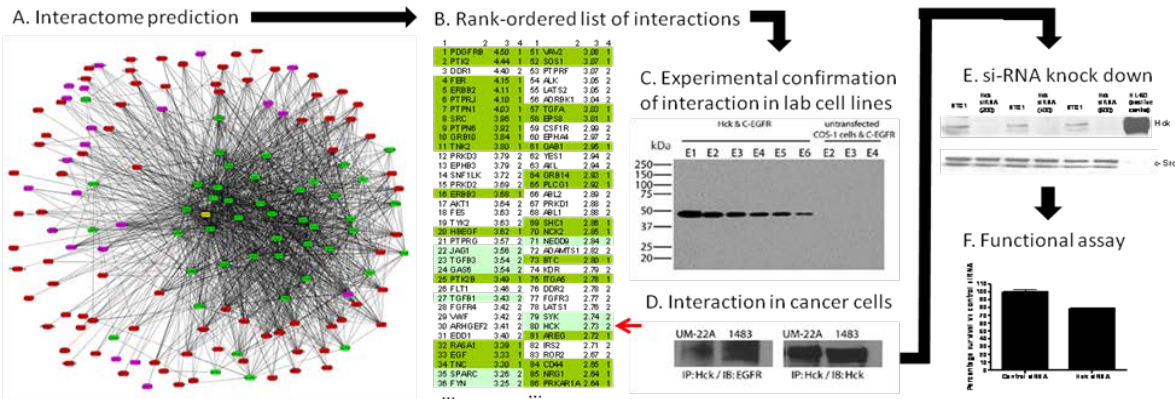 A. Interactome prediction
B. Rank-ordered list of interactions
1 2 3 4 1 2 3 4
1 PDGFRB 4.50 1 51 VAV2 3.08 1
2 PTK2 4.44 1 52 SOS1 3.07 1
3 DDR1 4.40 2 53 PTPRF 3.07 2
4 FER 4.15 1 54 ALK 3.05 2
5 ERBB2 4.11 1 55 LATS2 3.05 2
6 PTPRJ 4.10 1 56 ADRBK1 3.04 2
7 PTPN1 4.03 1 57 TGFA 3.03 1
8 SRC 3.95 1 58 EPS8 3.01 1
9 PTPN6 3.92 1 59 CSF1R 2.99 2
10 GRB10 3.84 1 60 EPHA4 2.97 2
11 TNK2 3.80 1 61 GAB1 2.95 1
12 PRKD3 3.79 2 62 YES1 2.94 2
13 EPHB3 3.79 2 63 AXL 2.94 2
14 SNF1LK 3.72 2 64 GRB14 2.93 1
15 PRKD2 3.69 2 65 PLCG1 2.92 1
16 ERBB3 3.68 1 66 ABL2 2.89 2
17 AKT1 3.64 2 67 PRKD1 2.88 2
18 FES 3.63 2 68 ABL1 2.88 2
19 TYK2 3.63 2 69 SHC1 2.86 1
20 HBEGF 3.62 1 70 NCK2 2.85 1
21 PTPRG 3.57 2 71 NEDD9 2.84 2
22 JAG1 3.56 2 72 ADAMTS1 2.82 2
23 TGFB3 3.54 2 73 BTC 2.80 1
24 GAS6 3.54 2 74 KDR 2.79 2
25 PTK2B 3.49 1 75 ITGA5 2.78 1
26 FLT1 3.46 2 76 DDR2 2.78 2
27 TGFB1 3.43 2 77 FGFR3 2.77 2
28 FGFR4 3.42 2 78 LATS1 2.76 2
29 VWF 3.42 2 79 SYK 2.74 2
30 ARHGEF2 3.41 2 80 HCK 2.73 2
31 EDD1 3.40 2 81 AREG 2.72 1
32 RASA1 3.39 1 82 IRS2 2.71 2
33 EGF 3.33 1 83 ROR2 2.67 2
34 TNC 3.30 1 84 CD44 2.65 1
35 SPARC 3.26 2 85 NRG1 2.64 1
36 FYN 3.25 2 86 PRKAR1A 2.64 1
... ...
C. Experimental confirmation
of interaction in lab cell lines
Hck & C-EGFR
untransfected
COS-1 cells & C-EGFR
kDa E1 E2 E3 E4 E5 E6 E2 E3 E4
250
150
100
75
50
37
25
20
D. Interaction in cancer cells
UM-22A 1483 UM-22A 1483
IP:Hck / IB:EGFR IP:Hck / IB:Hck
E. si-RNA knock down
Hck
c-Src
F. Functional assay
Percentage survival vs control siRNA
Control siRNA Hck siRNA